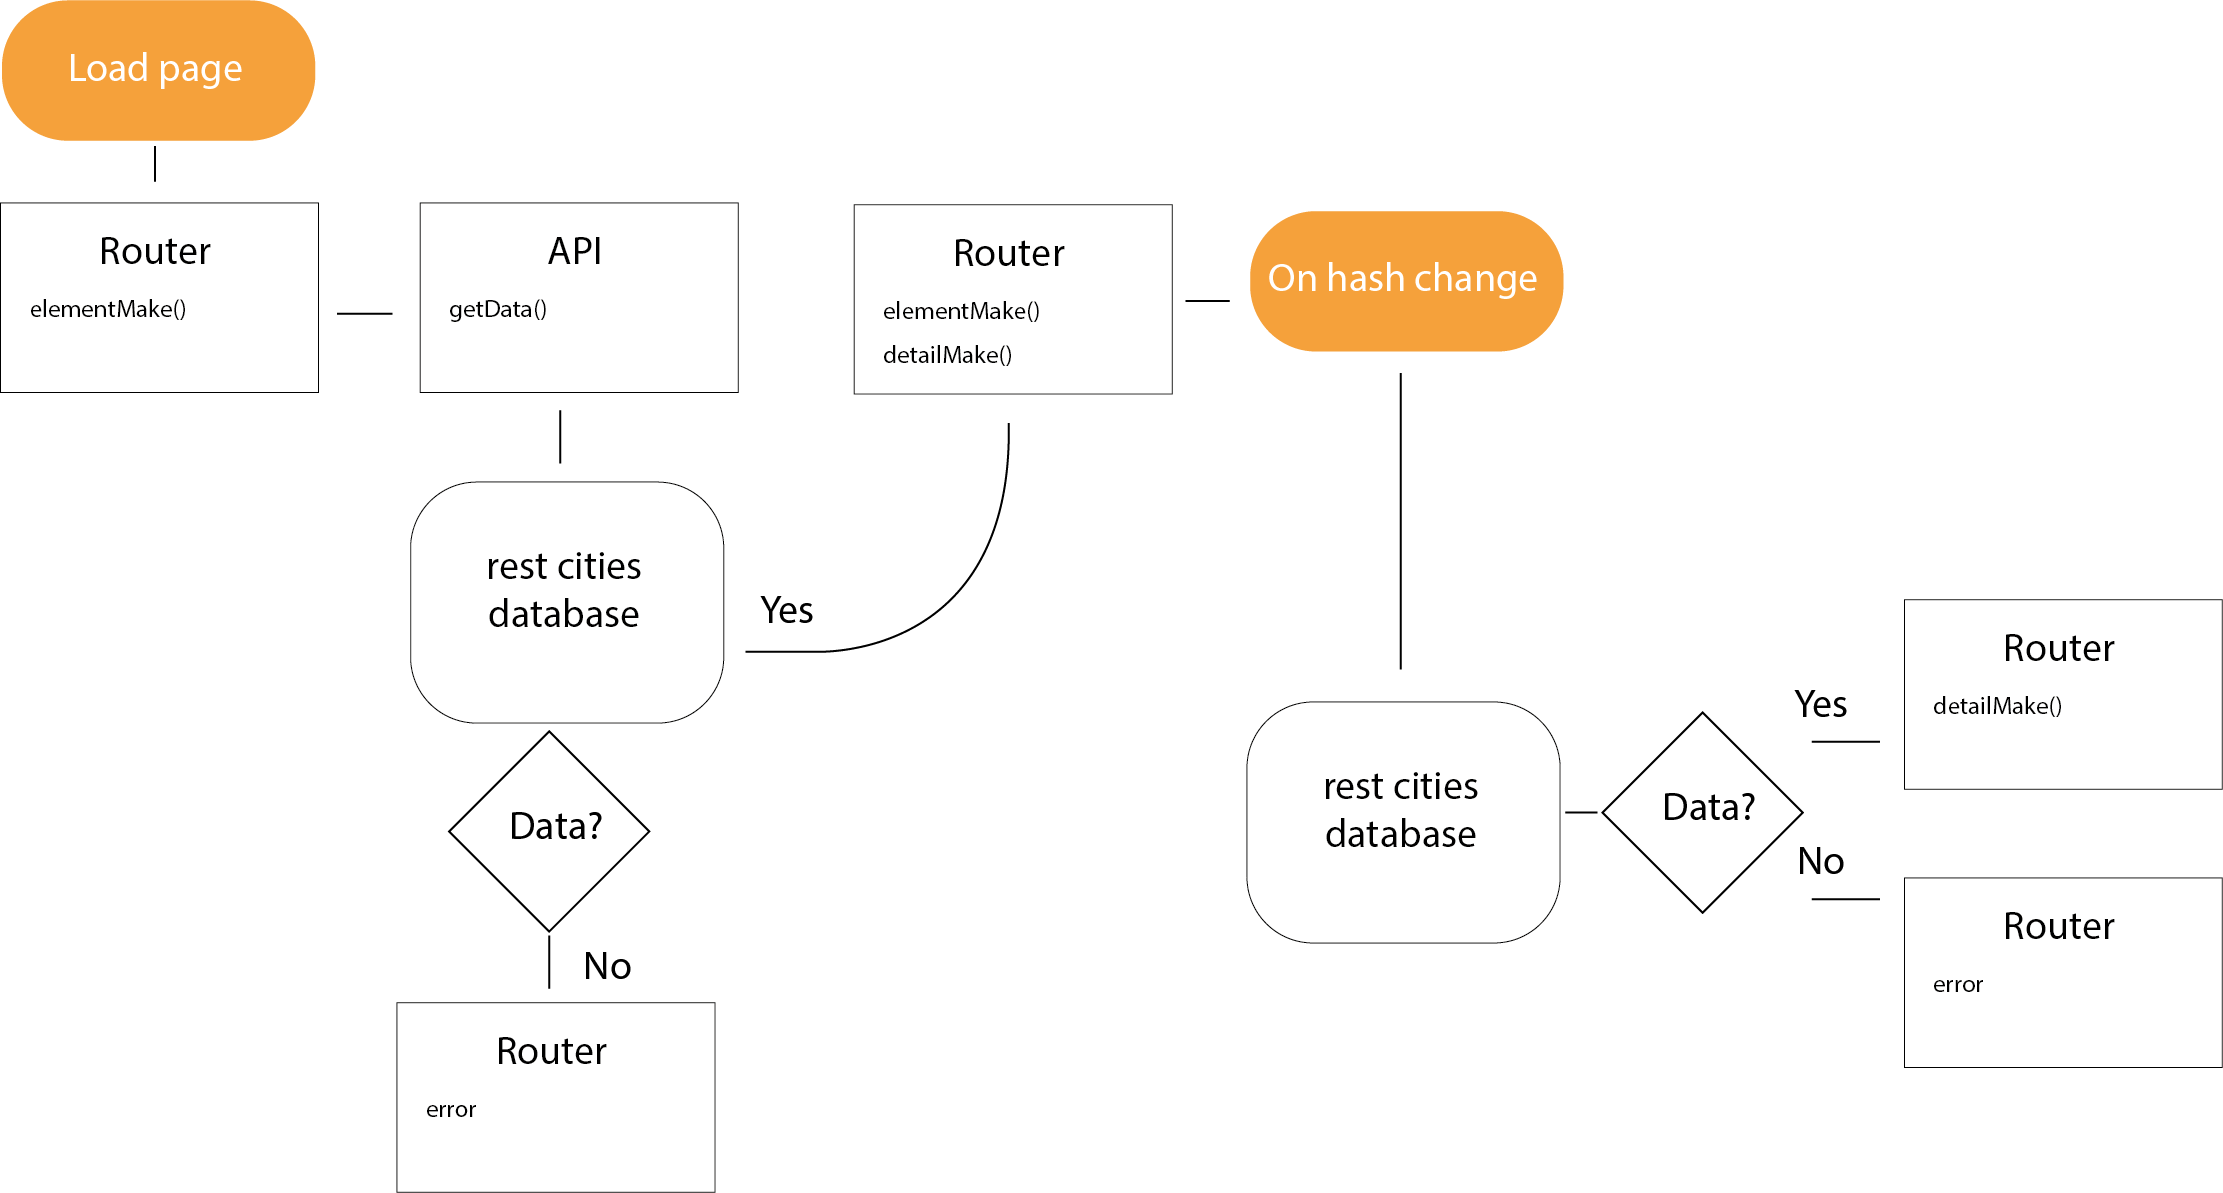 Load page
Router
elementMake()
API
getData()
rest cities
database
Yes
Data?
No
Router
error
Router
elementMake()
detailMake()
On hash change
rest cities
database
Data?
Yes
Router
detailMake()
No
Router
error